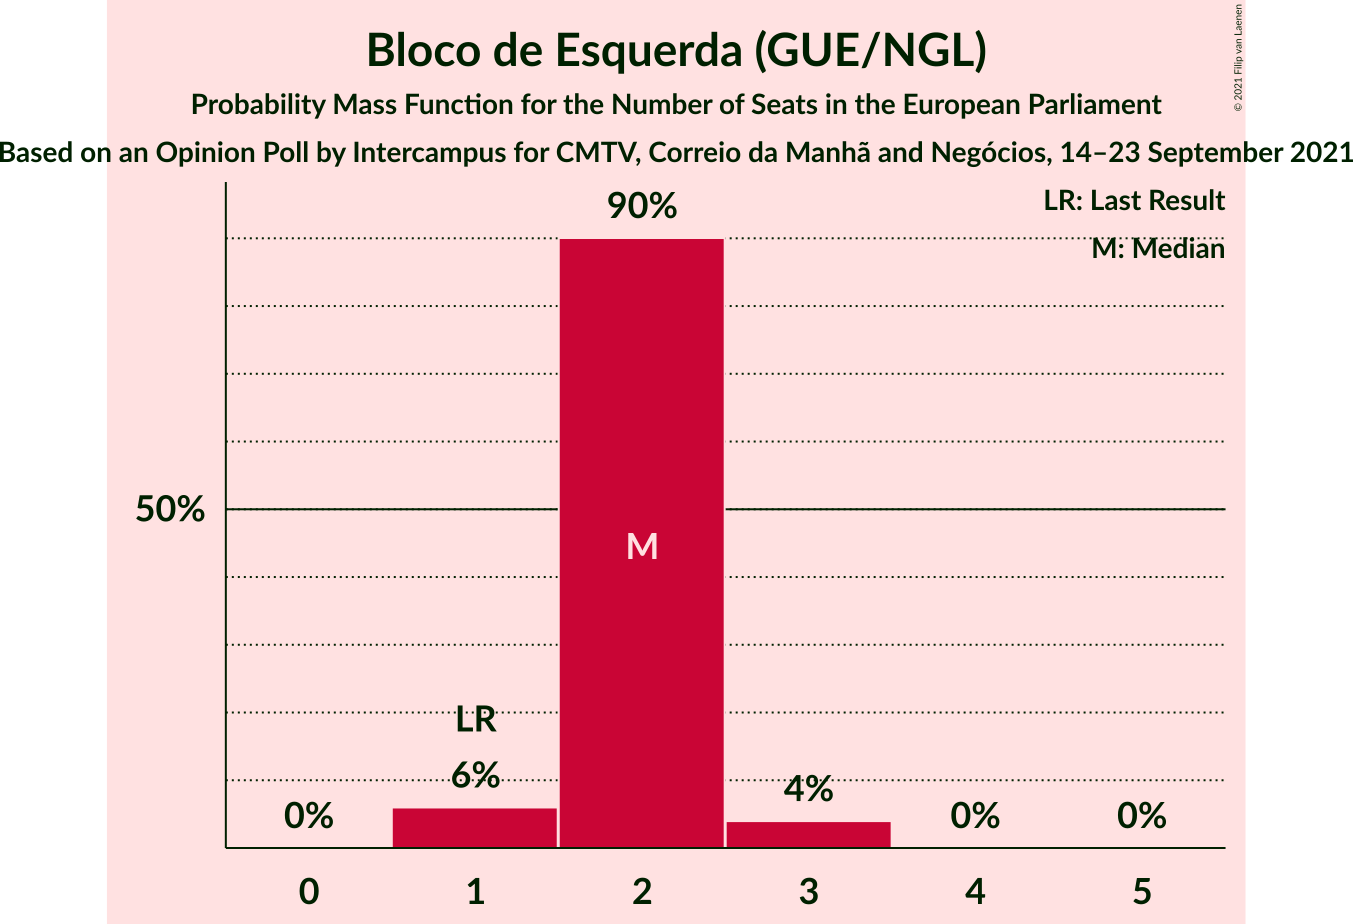 Bloco de Esquerda (GUE/NGL)
Probability Mass Function for the Number of Seats in the European Parliament
Based on an Opinion Poll by Intercampus for CMTV, Correio da Manhã and Negócios, 14–23 September 2021
© 2021 Filip van Laenen
LR: Last Result
M: Median
90%
50%
M
LR
6%
4%
0%
0%
0%
0 1 2 3 4 5